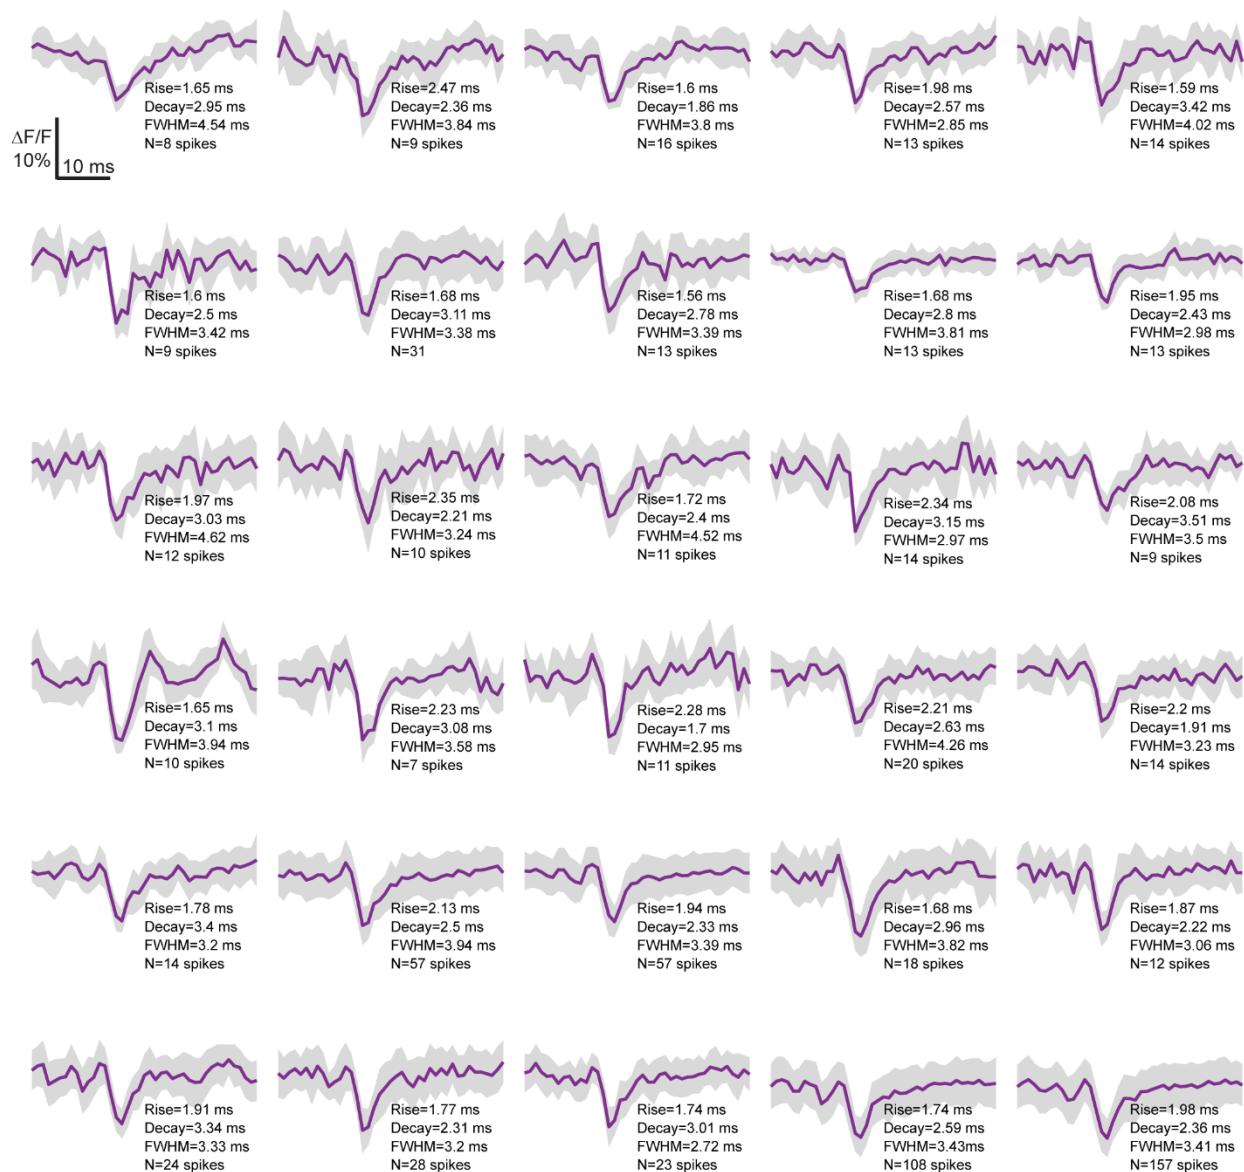 Rise=1.65 ms
Decay=2.95 ms
FWHM=4.54 ms
N=8 spikes
Rise=2.47 ms
Decay=2.36 ms
FWHM=3.84 ms
N=9 spikes
Rise=1.6 ms
Decay=1.86 ms
FWHM=3.8 ms
N=16 spikes
Rise=1.98 ms
Decay=2.57 ms
FWHM=2.85 ms
N=13 spikes
Rise=1.59 ms
Decay=3.42 ms
FWHM=4.02 ms
N=14 spikes
ΔF/F
10%
10 ms
Rise=1.6 ms
Decay=2.5 ms
FWHM=3.42 ms
N=9 spikes
Rise=1.68 ms
Decay=3.11 ms
FWHM=3.38 ms
N=31
Rise=1.56 ms
Decay=2.78 ms
FWHM=3.39 ms
N=13 spikes
Rise=1.68 ms
Decay=2.8 ms
FWHM=3.81 ms
N=13 spikes
Rise=1.95 ms
Decay=2.43 ms
FWHM=2.98 ms
N=13 spikes
Rise=1.97 ms
Decay=3.03 ms
FWHM=4.62 ms
N=12 spikes
Rise=2.35 ms
Decay=2.21 ms
FWHM=3.24 ms
N=10 spikes
Rise=1.72 ms
Decay=2.4 ms
FWHM=4.52 ms
N=11 spikes
Rise=2.34 ms
Decay=3.15 ms
FWHM=2.97 ms
N=14 spikes
Rise=2.08 ms
Decay=3.51 ms
FWHM=3.5 ms
N=9 spikes
Rise=1.65 ms
Decay=3.1 ms
FWHM=3.94 ms
N=10 spikes
Rise=2.23 ms
Decay=3.08 ms
FWHM=3.58 ms
N=7 spikes
Rise=2.28 ms
Decay=1.7 ms
FWHM=2.95 ms
N=11 spikes
Rise=2.21 ms
Decay=2.63 ms
FWHM=4.26 ms
N=20 spikes
Rise=2.2 ms
Decay=1.91 ms
FWHM=3.23 ms
N=14 spikes
Rise=1.78 ms
Decay=3.4 ms
FWHM=3.2 ms
N=14 spikes
Rise=2.13 ms
Decay=2.5 ms
FWHM=3.94 ms
N=57 spikes
Rise=1.94 ms
Decay=2.33 ms
FWHM=3.39 ms
N=57 spikes
Rise=1.68 ms
Decay=2.96 ms
FWHM=3.82 ms
N=18 spikes
Rise=1.87 ms
Decay=2.22 ms
FWHM=3.06 ms
N=12 spikes
Rise=1.91 ms
Decay=3.34 ms
FWHM=3.33 ms
N=24 spikes
Rise=1.77 ms
Decay=2.31 ms
FWHM=3.2 ms
N=28 spikes
Rise=1.74 ms
Decay=3.01 ms
FWHM=2.72 ms
N=23 spikes
Rise=1.74 ms
Decay=2.59 ms
FWHM=3.43ms
N=108 spikes
Rise=1.98 ms
Decay=2.36 ms
FWHM=3.41 ms
N=157 spikes